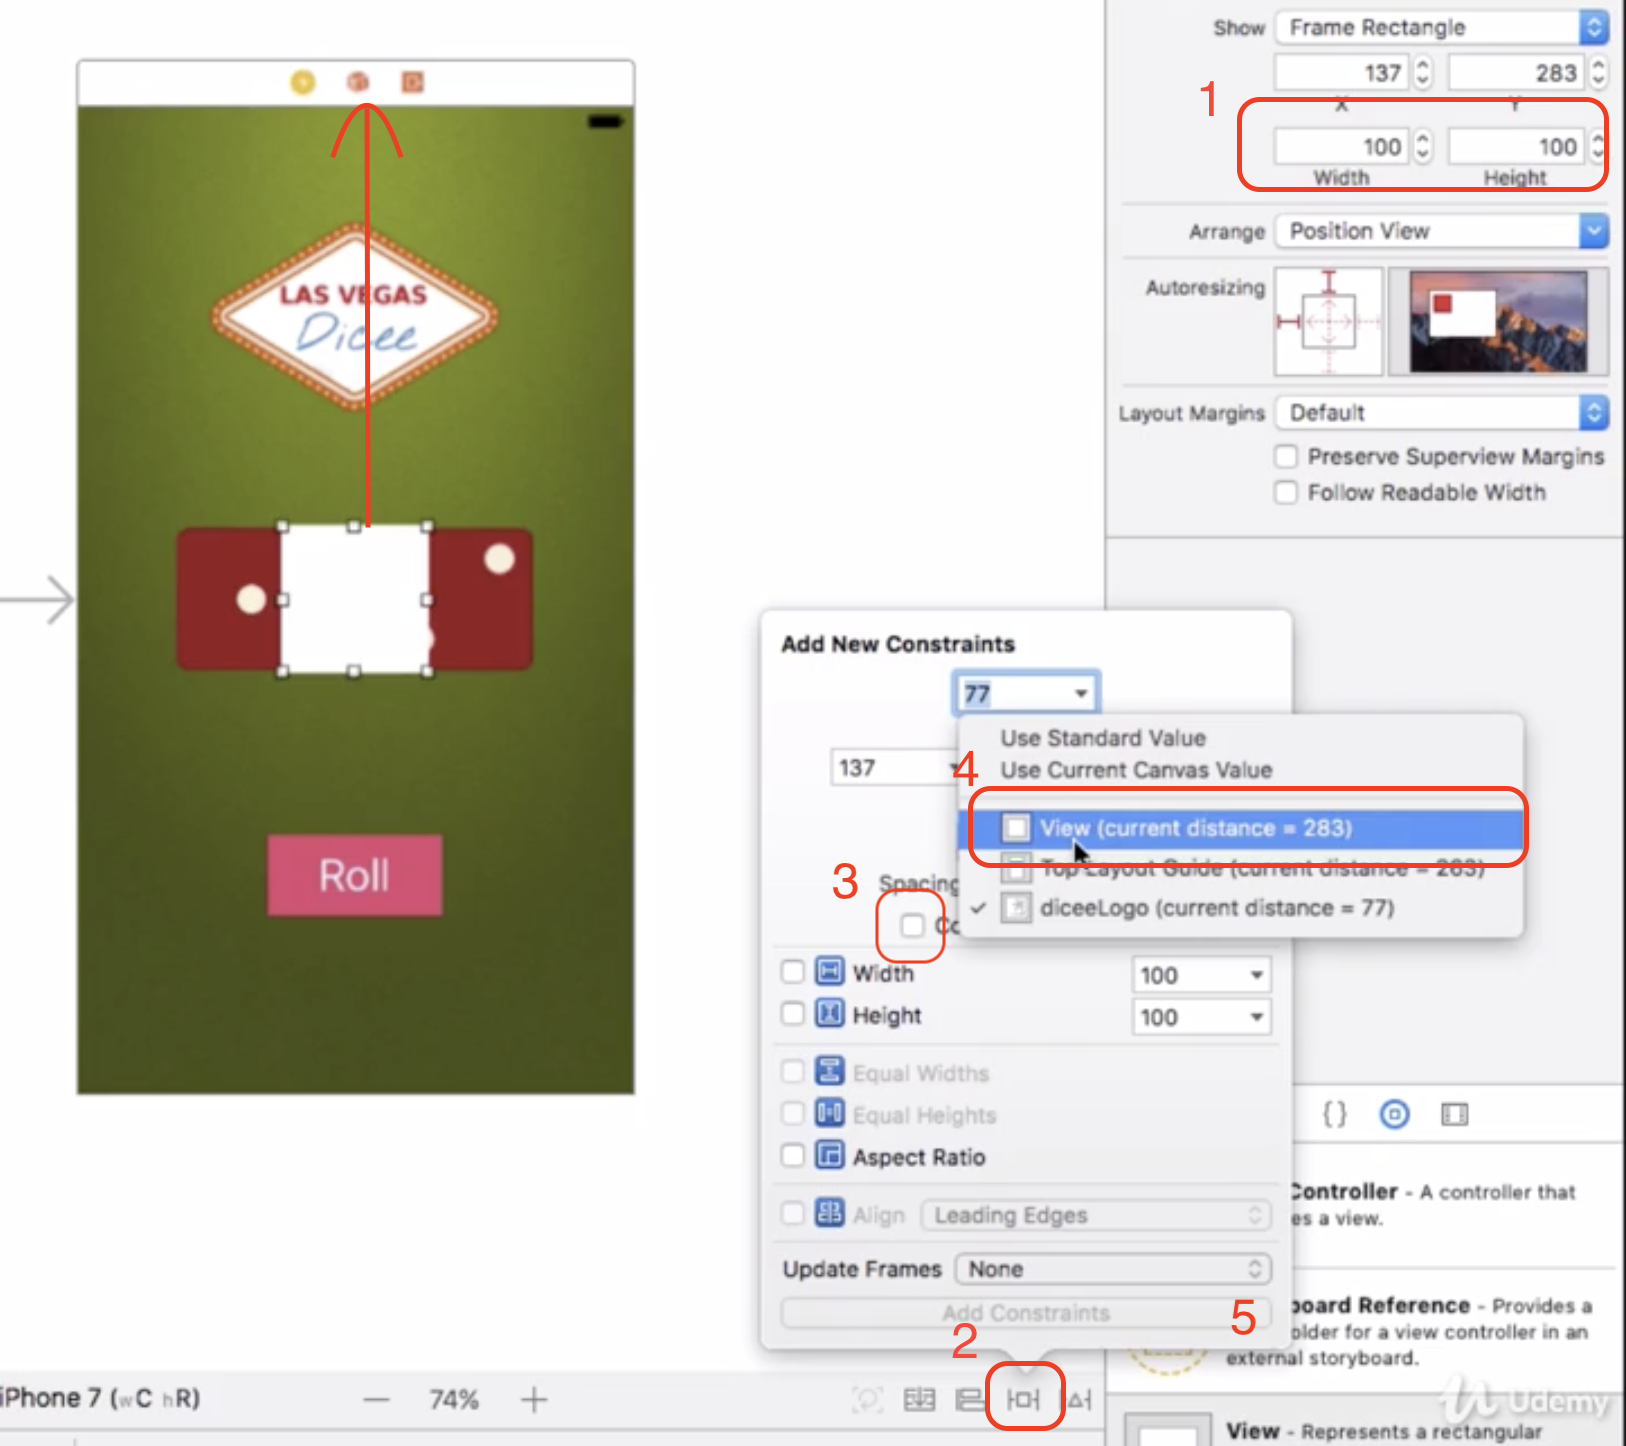 Show Frame Rectangle
137 283
X Y
1
100 100
Width Height
Arrange Position View
Autoresizing
Layout Margins Default
Preserve Superview Margins
Follow Readable Width
LAS VEGAS
Dicee
Roll
Add New Constraints
77
Use Standard Value
137
4
Use Current Canvas Value
View (current distance = 283)
Top Layout Guide (current distance = 263)
3
Spacing
diceeLogo (current distance = 77)
Co
Width 100
Height 100
Equal Widths
Equal Heights
Aspect Ratio
Align Leading Edges
Update Frames None
Add Constraints
5
2
{}
Controller - A controller that
es a view.
board Reference - Provides a
older for a view controller in an
external storyboard.
iPhone 7 (wC hR) 74%
Udemy
View - Represents a rectangular